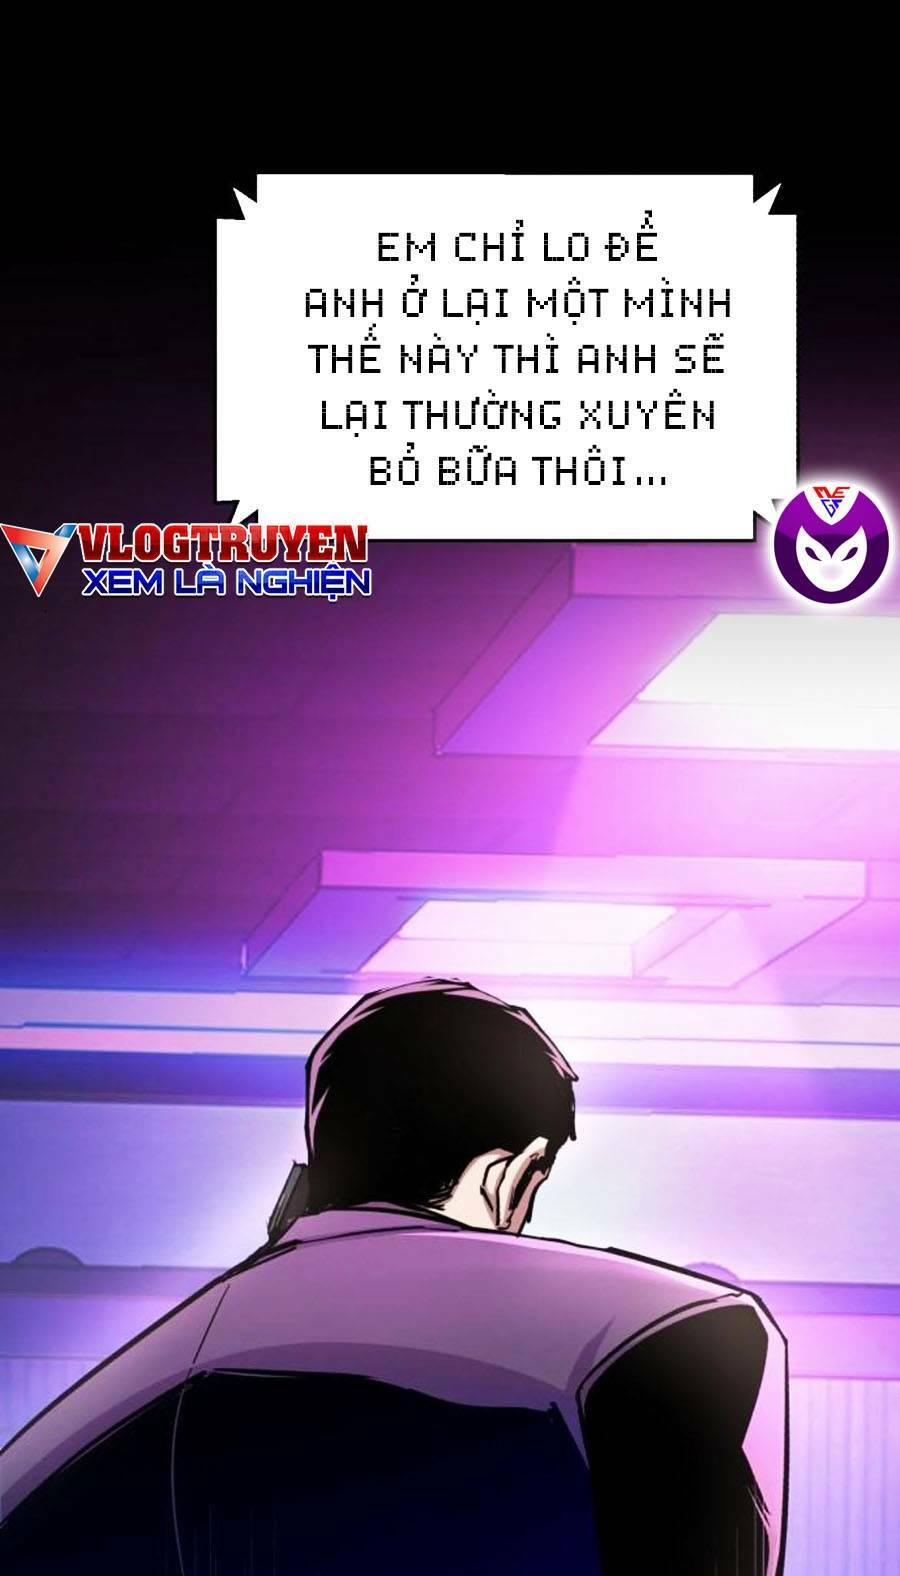 EM CHỈ LO ĐỂ
ANH Ở LẠI MỘT MÌNH
THẾ NÀY THÌ ANH SẼ
LẠI THƯỜNG XUYÊN
BỎ BỮA THÔI...
VLOGTRUYEN
XEM LÀ NGHIỆN